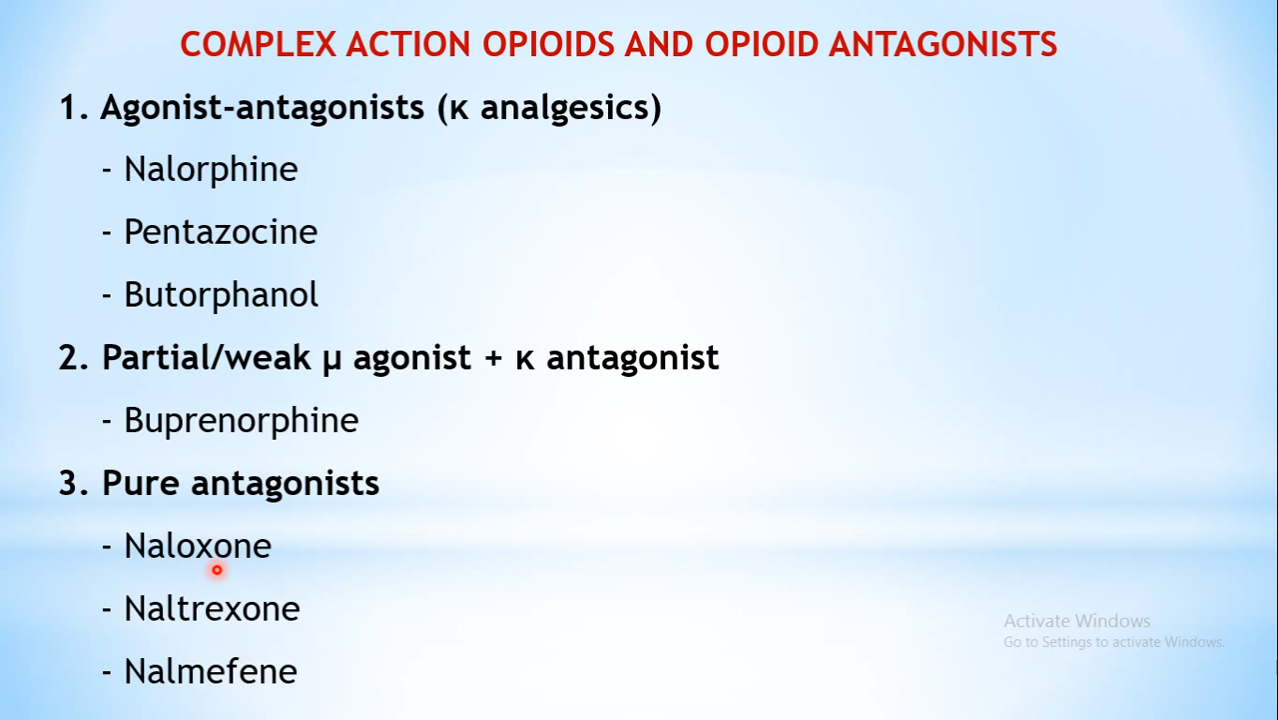 COMPLEX ACTION OPIOIDS AND OPIOID ANTAGONISTS
1. Agonist-antagonists (κ analgesics)
- Nalorphine
- Pentazocine
- Butorphanol
2. Partial/weak μ agonist + κ antagonist
- Buprenorphine
3. Pure antagonists
- Naloxone
- Naltrexone
- Nalmefene
Activate Windows
Go to Settings to activate Windows.